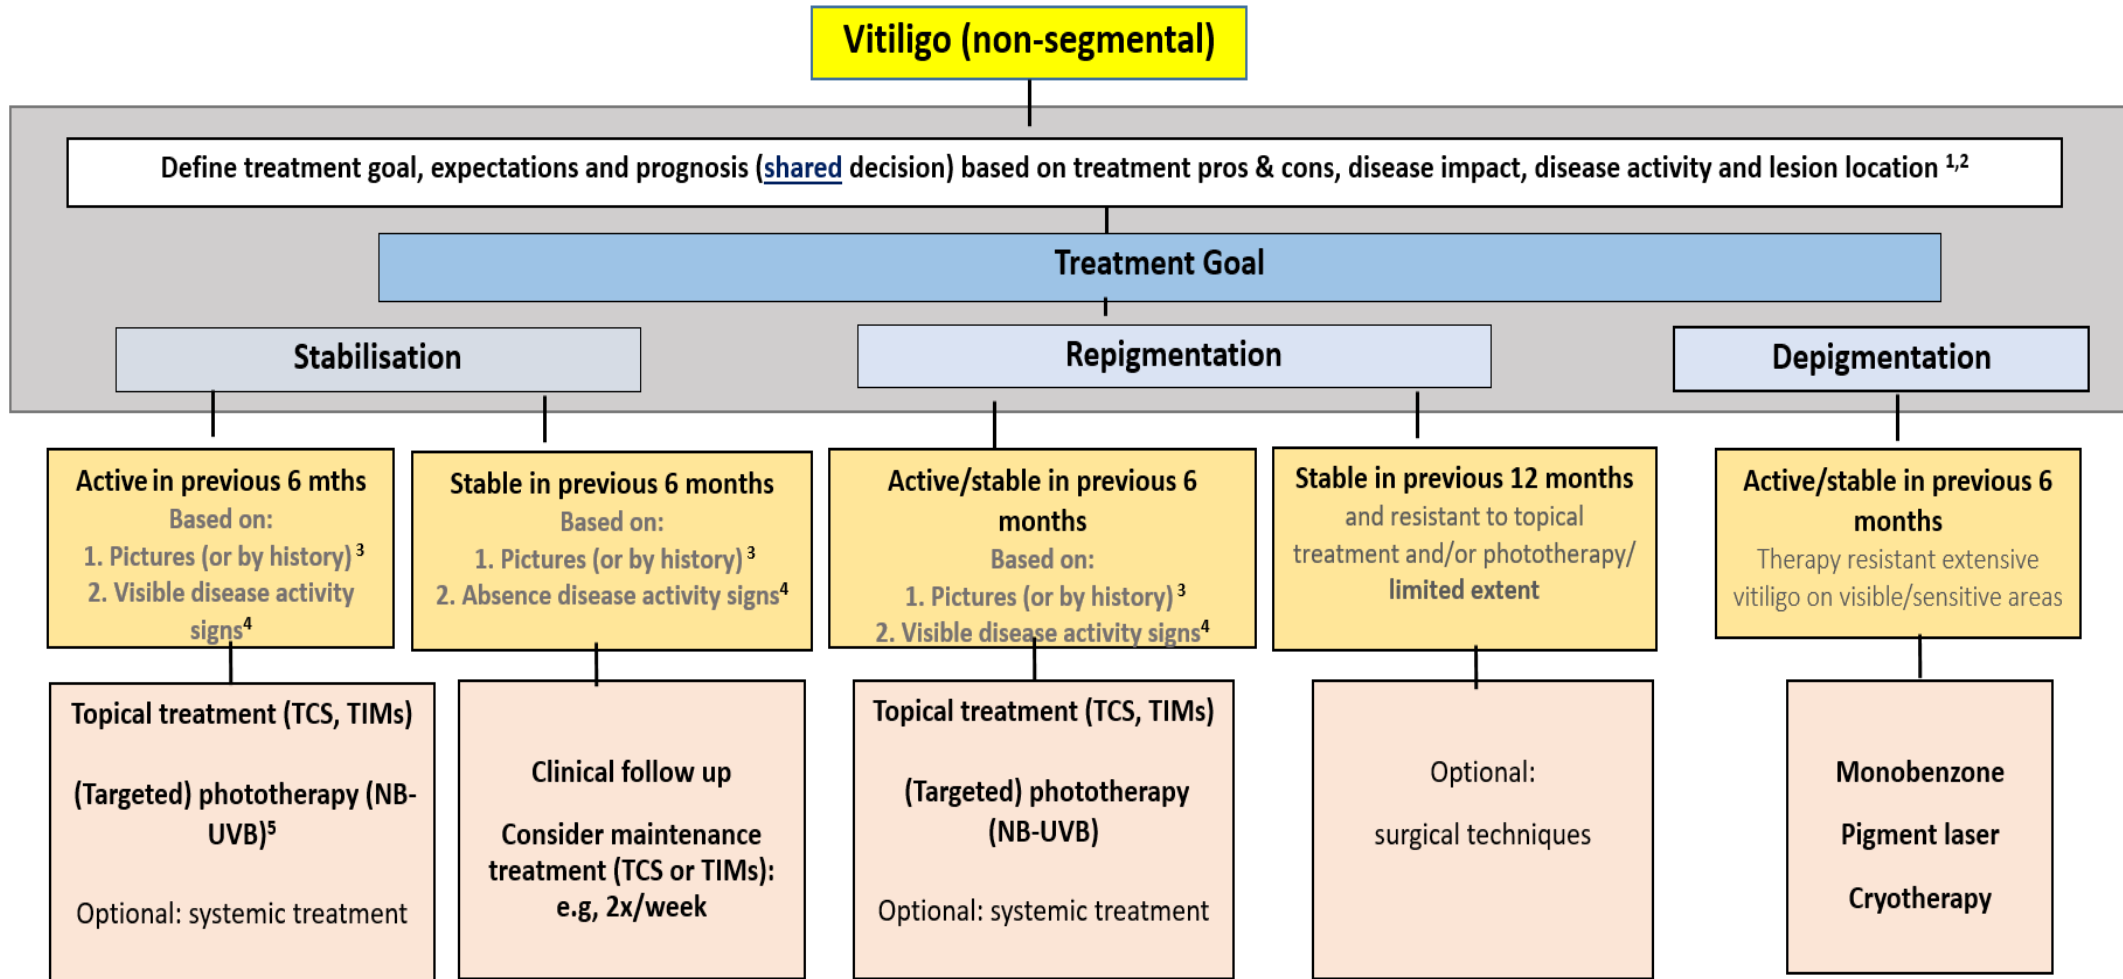 Vitiligo (non-segmental)
Define treatment goal, expectations and prognosis (shared decision) based on treatment pros & cons, disease impact, disease activity and lesion location 1,2
Treatment Goal
Stabilisation
Repigmentation
Depigmentation
Active in previous 6 mths
Based on:
1. Pictures (or by history) 3
2. Visible disease activity
signs4
Stable in previous 6 months
Based on:
1. Pictures (or by history) 3
2. Absence disease activity signs4
Active/stable in previous 6
months
Based on:
1. Pictures (or by history) 3
2. Visible disease activity signs4
Stable in previous 12 months
and resistant to topical
treatment and/or phototherapy/
limited extent
Active/stable in previous 6
months
Therapy resistant extensive
vitiligo on visible/sensitive areas
Topical treatment (TCS, TIMs)
(Targeted) phototherapy (NB-
UVB)5
Optional: systemic treatment
Clinical follow up
Consider maintenance
treatment (TCS or TIMs):
e.g, 2x/week
Topical treatment (TCS, TIMs)
(Targeted) phototherapy
(NB-UVB)
Optional: systemic treatment
Optional:
surgical techniques
Monobenzone
Pigment laser
Cryotherapy